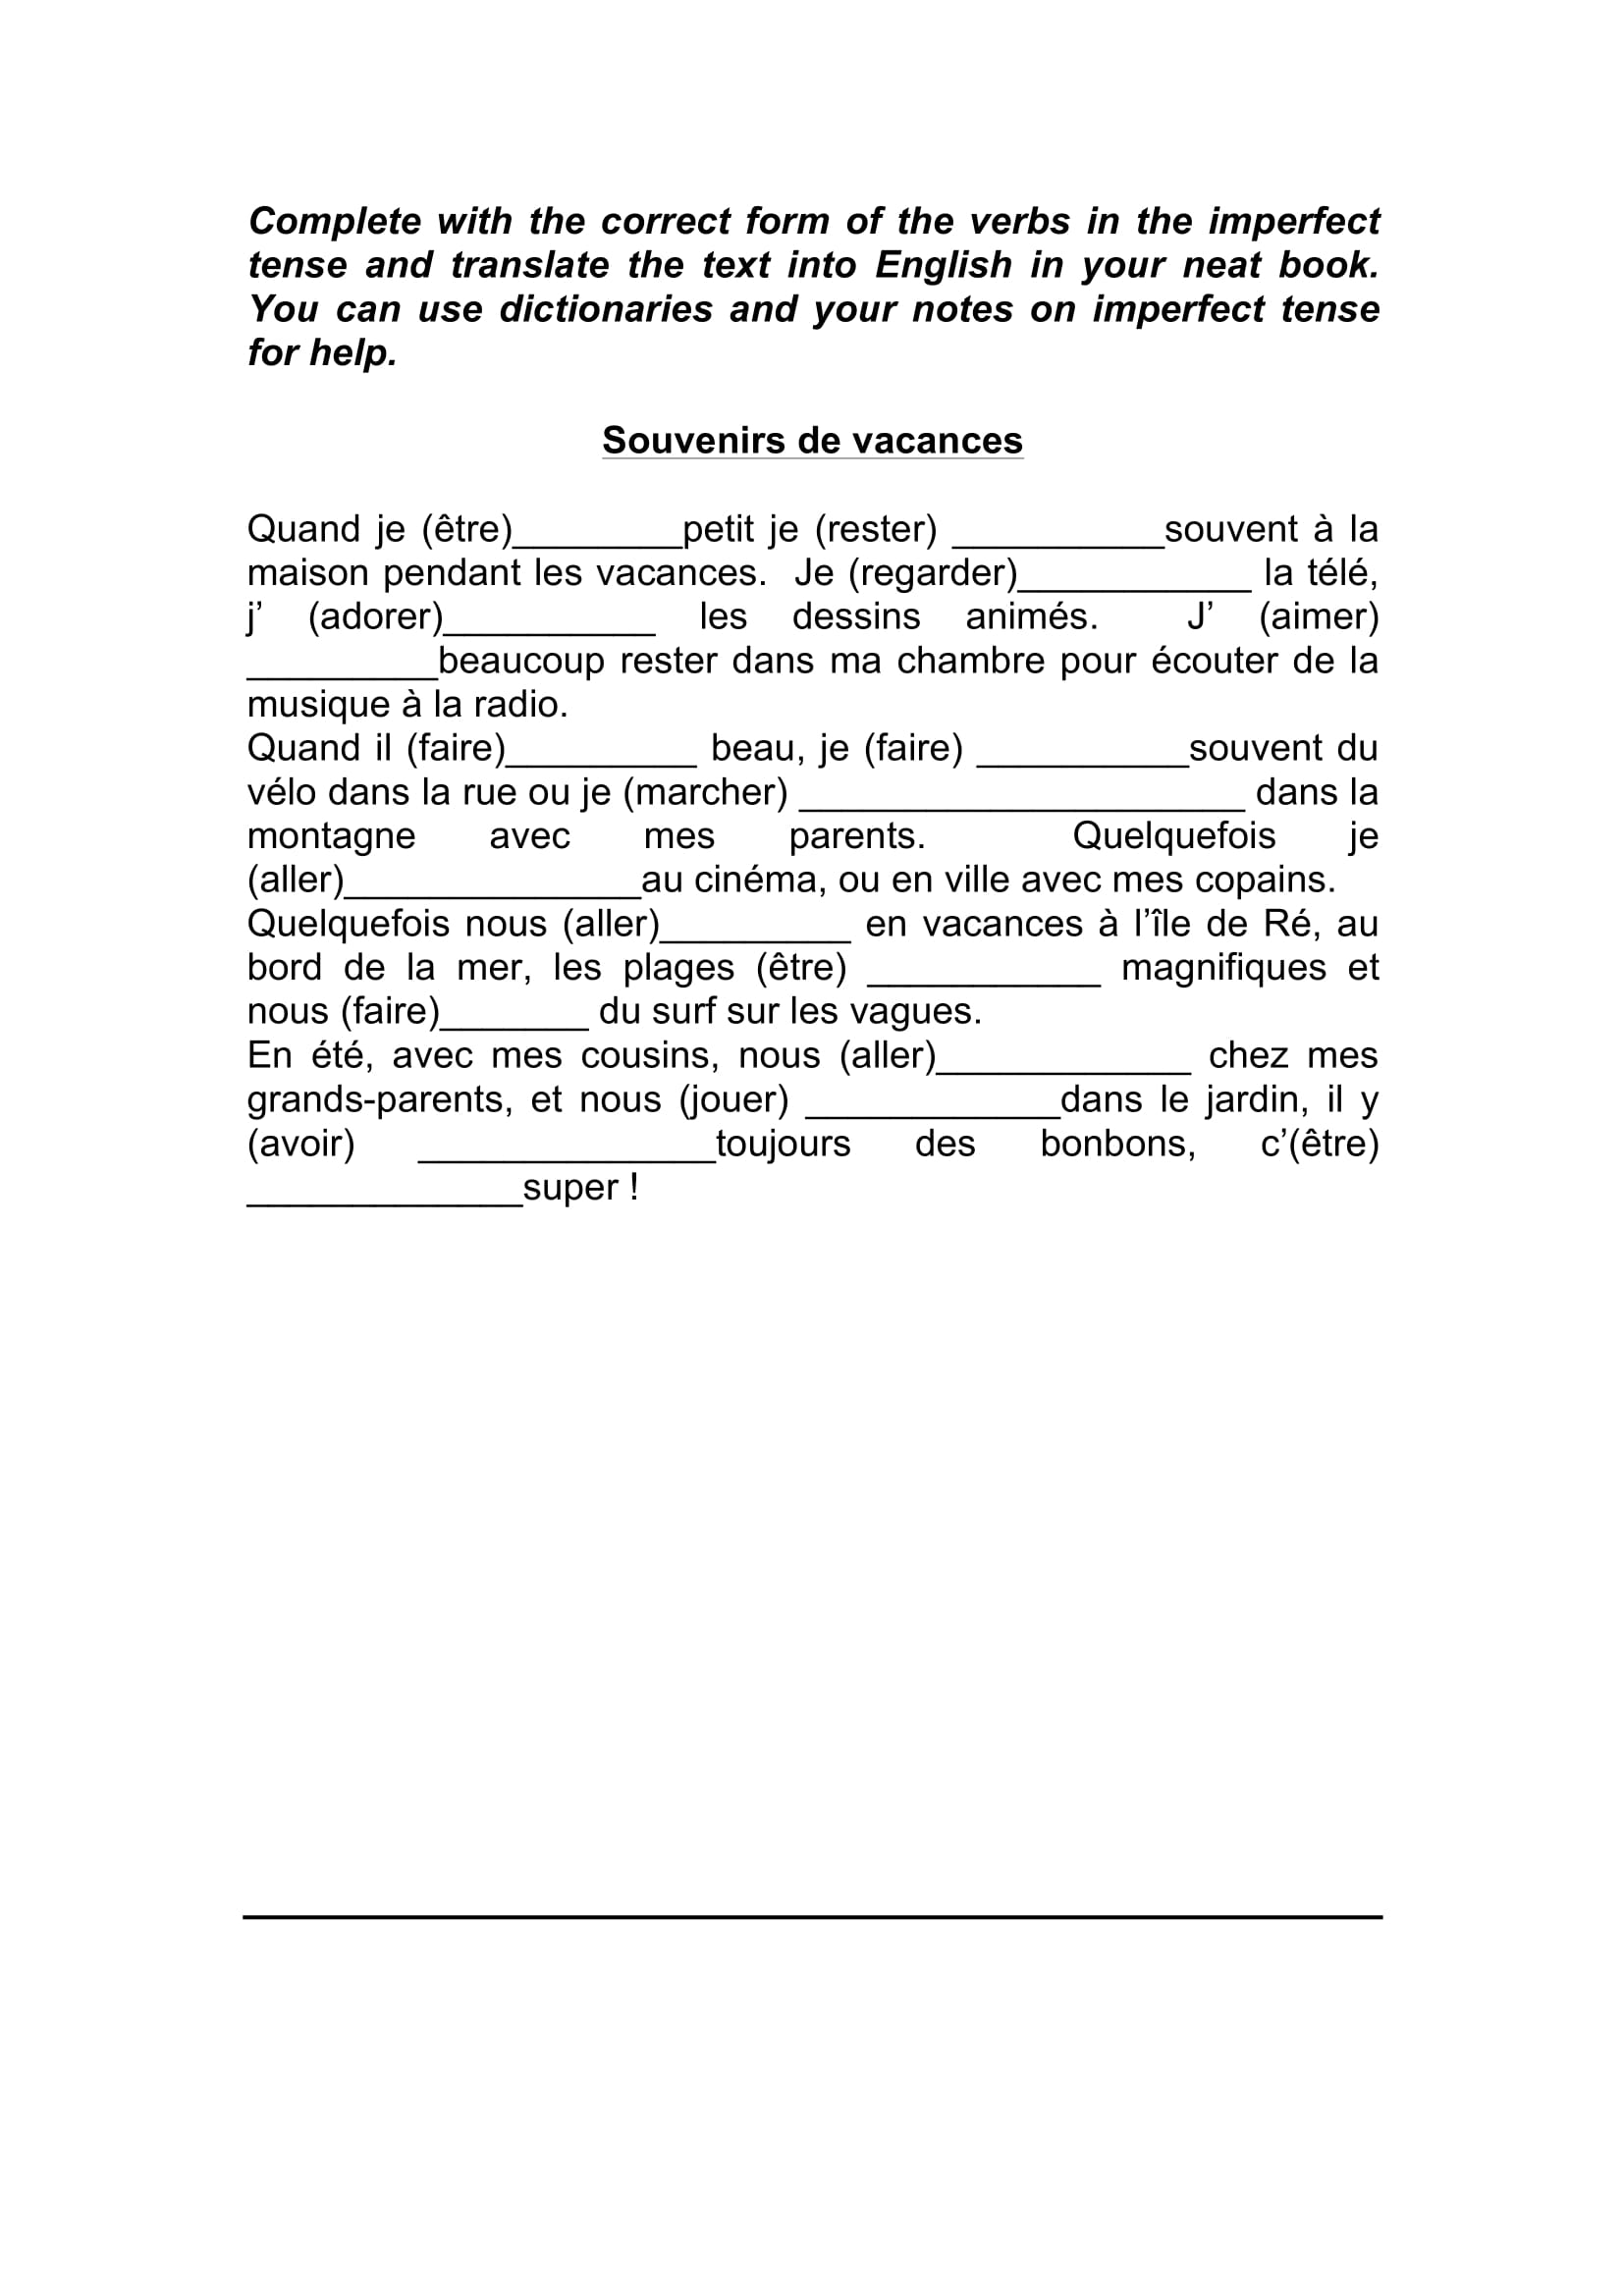 Complete with the correct form of the verbs in the imperfect
tense and translate the text into English in your neat book.
You can use dictionaries and your notes on imperfect tense
for help.
Souvenirs de vacances
Quand je (être)________petit je (rester) __________souvent à la
maison pendant les vacances. Je (regarder)___________ la télé,
j’ (adorer)__________ les dessins animés. J’ (aimer)
_________beaucoup rester dans ma chambre pour écouter de la
musique à la radio.
Quand il (faire)_________ beau, je (faire) __________souvent du
vélo dans la rue ou je (marcher) _____________________ dans la
montagne avec mes parents. Quelquefois je
(aller)______________au cinéma, ou en ville avec mes copains.
Quelquefois nous (aller)_________ en vacances à l’île de Ré, au
bord de la mer, les plages (être) ___________ magnifiques et
nous (faire)_______ du surf sur les vagues.
En été, avec mes cousins, nous (aller)____________ chez mes
grands-parents, et nous (jouer) ____________dans le jardin, il y
(avoir) ______________toujours des bonbons, c’(être)
_____________super !